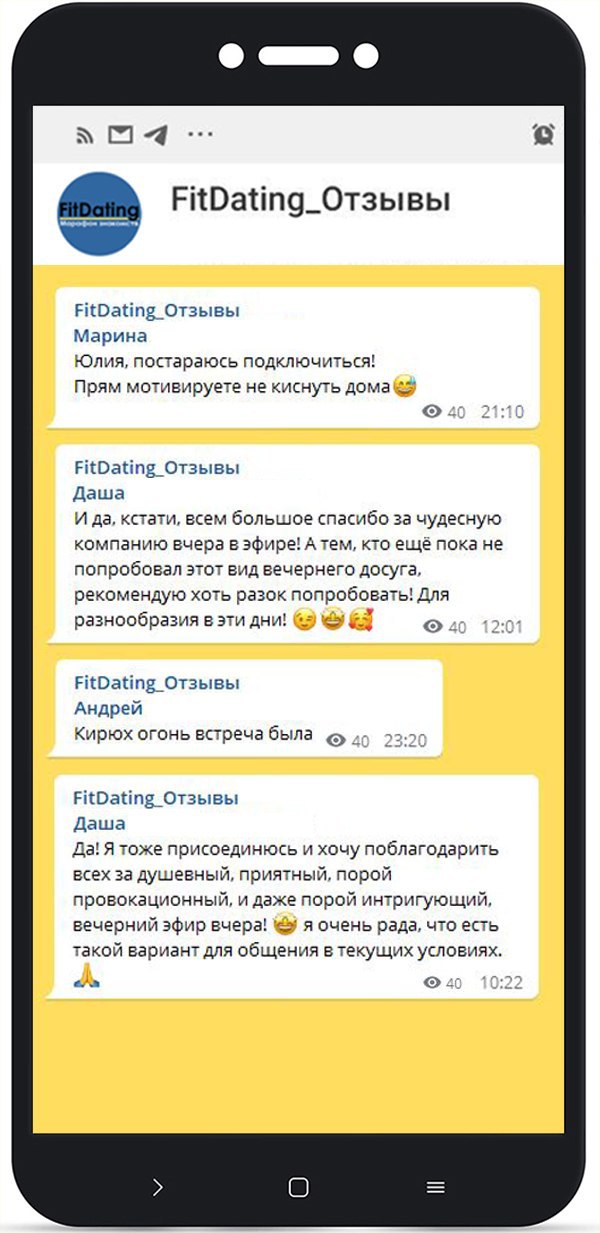 FitDating_Отзывы
FitDating
Марафон знакомств
FitDating_Отзывы
Марина
Юлия, постараюсь подключиться!
Прям мотивируете не киснуть дома😅
40 21:10
FitDating_Отзывы
Даша
И да, кстати, всем большое спасибо за чудесную
компанию вчера в эфире! А тем, кто ещё пока не
попробовал этот вид вечернего досуга,
рекомендую хоть разок попробовать! Для
разнообразия в эти дни! 😉🤩🥰
40 12:01
FitDating_Отзывы
Андрей
Кирюх огонь встреча была
40 23:20
FitDating_Отзывы
Даша
Да! Я тоже присоединюсь и хочу поблагодарить
всех за душевный, приятный, порой
провокационный, и даже порой интригующий,
вечерний эфир вчера! 🤩 я очень рада, что есть
такой вариант для общения в текущих условиях.
🙏
40 10:22